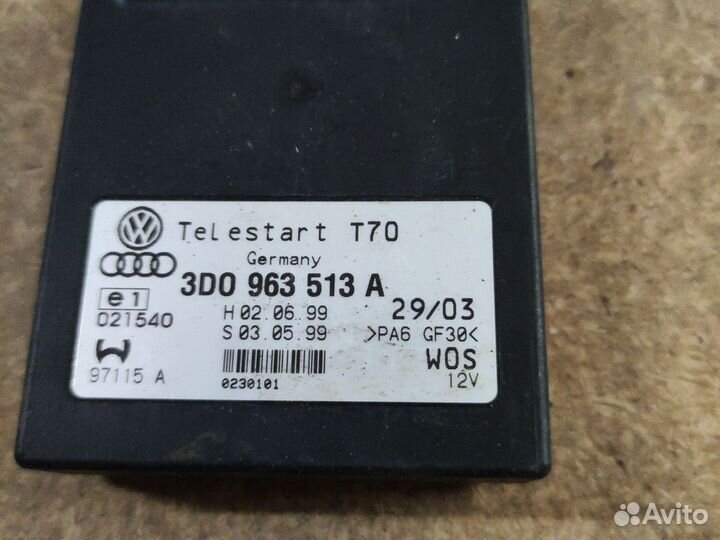 Telestart T70
Germany
3D0 963 513 A
e1
021540
H 02.06.99
S 03.05.99
29/03
>PA6 GF30<
WOS
12V
97115 A
0230101
Avito